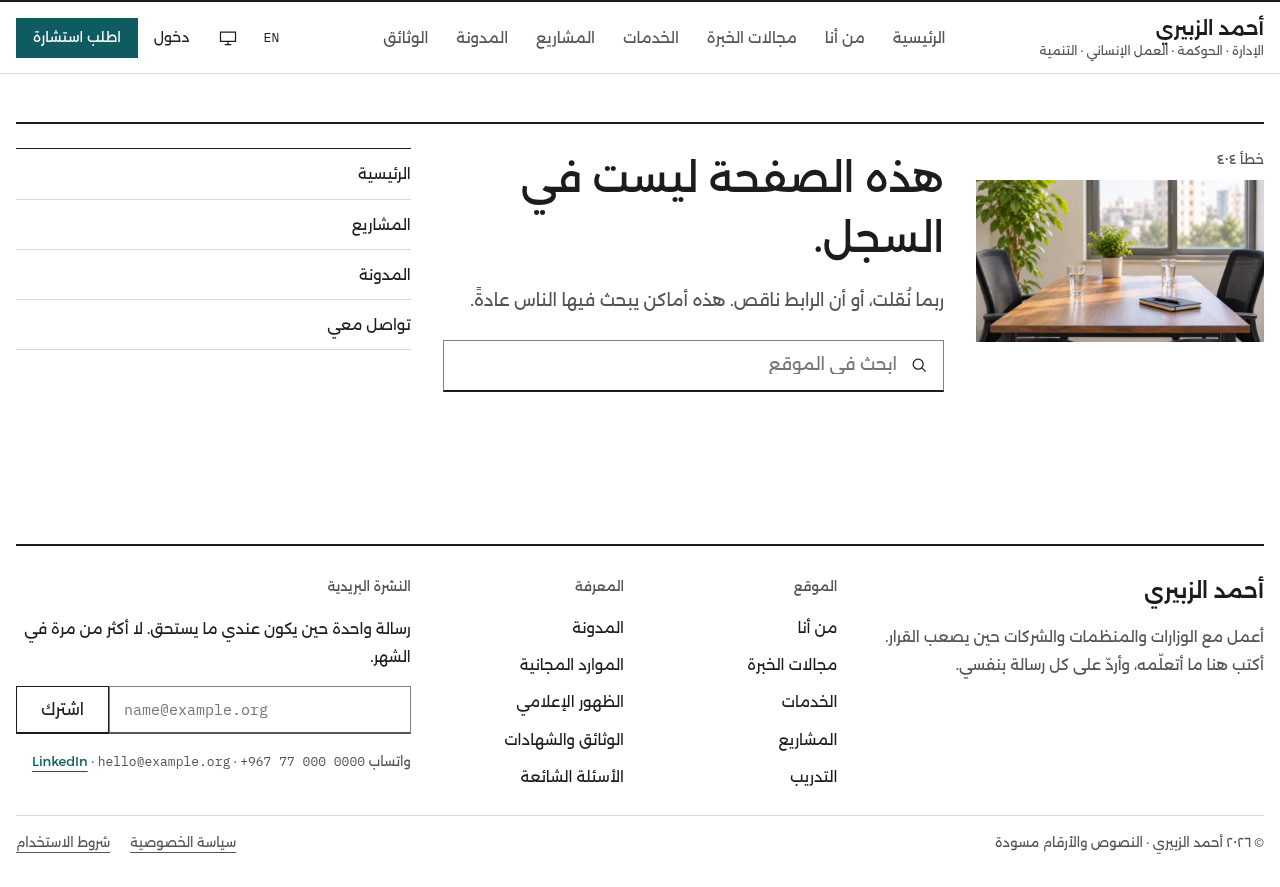 أحمد الزبيري
الإدارة · الحوكمة · العمل الإنساني · التنمية
الرئيسية
من أنا
مجالات الخبرة
الخدمات
المشاريع
المدونة
الوثائق
EN
دخول
اطلب استشارة
خطأ ٤٠٤
هذه الصفحة ليست في
السجل.
ربما نُقلت، أو أن الرابط ناقص. هذه أماكن يبحث فيها الناس عادةً.
ابحث في الموقع
الرئيسية
المشاريع
المدونة
تواصل معي
أحمد الزبيري
أعمل مع الوزارات والمنظمات والشركات حين يصعب القرار.
أكتب هنا ما أتعلّمه، وأردّ على كل رسالة بنفسي.
الموقع
من أنا
مجالات الخبرة
الخدمات
المشاريع
التدريب
المعرفة
المدونة
الموارد المجانية
الظهور الإعلامي
الوثائق والشهادات
الأسئلة الشائعة
النشرة البريدية
رسالة واحدة حين يكون عندي ما يستحق. لا أكثر من مرة في
الشهر.
name@example.org
اشترك
واتساب ‎+967 77 000 0000 · hello@example.org · LinkedIn
© ٢٠٢٦ أحمد الزبيري · النصوص والأرقام مسودة
سياسة الخصوصية
شروط الاستخدام